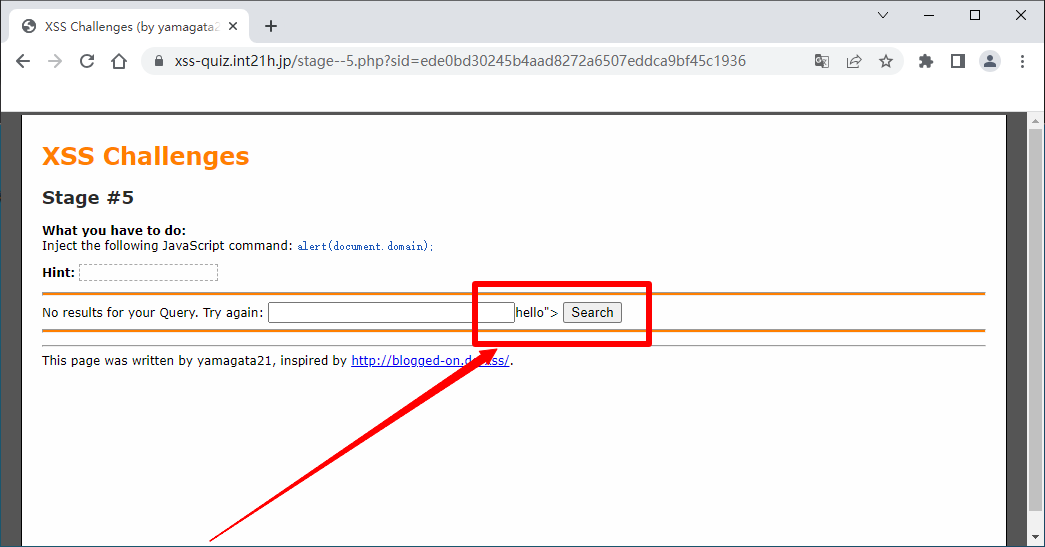 XSS Challenges (by yamagata2
xss-quiz.int21h.jp/stage--5.php?sid=ede0bd30245b4aad8272a6507eddca9bf45c1936
XSS Challenges
Stage #5
What you have to do:
Inject the following JavaScript command: alert(document.domain);
Hint:
No results for your Query. Try again: hello"> Search
This page was written by yamagata21, inspired by http://blogged-on.de/xss/.